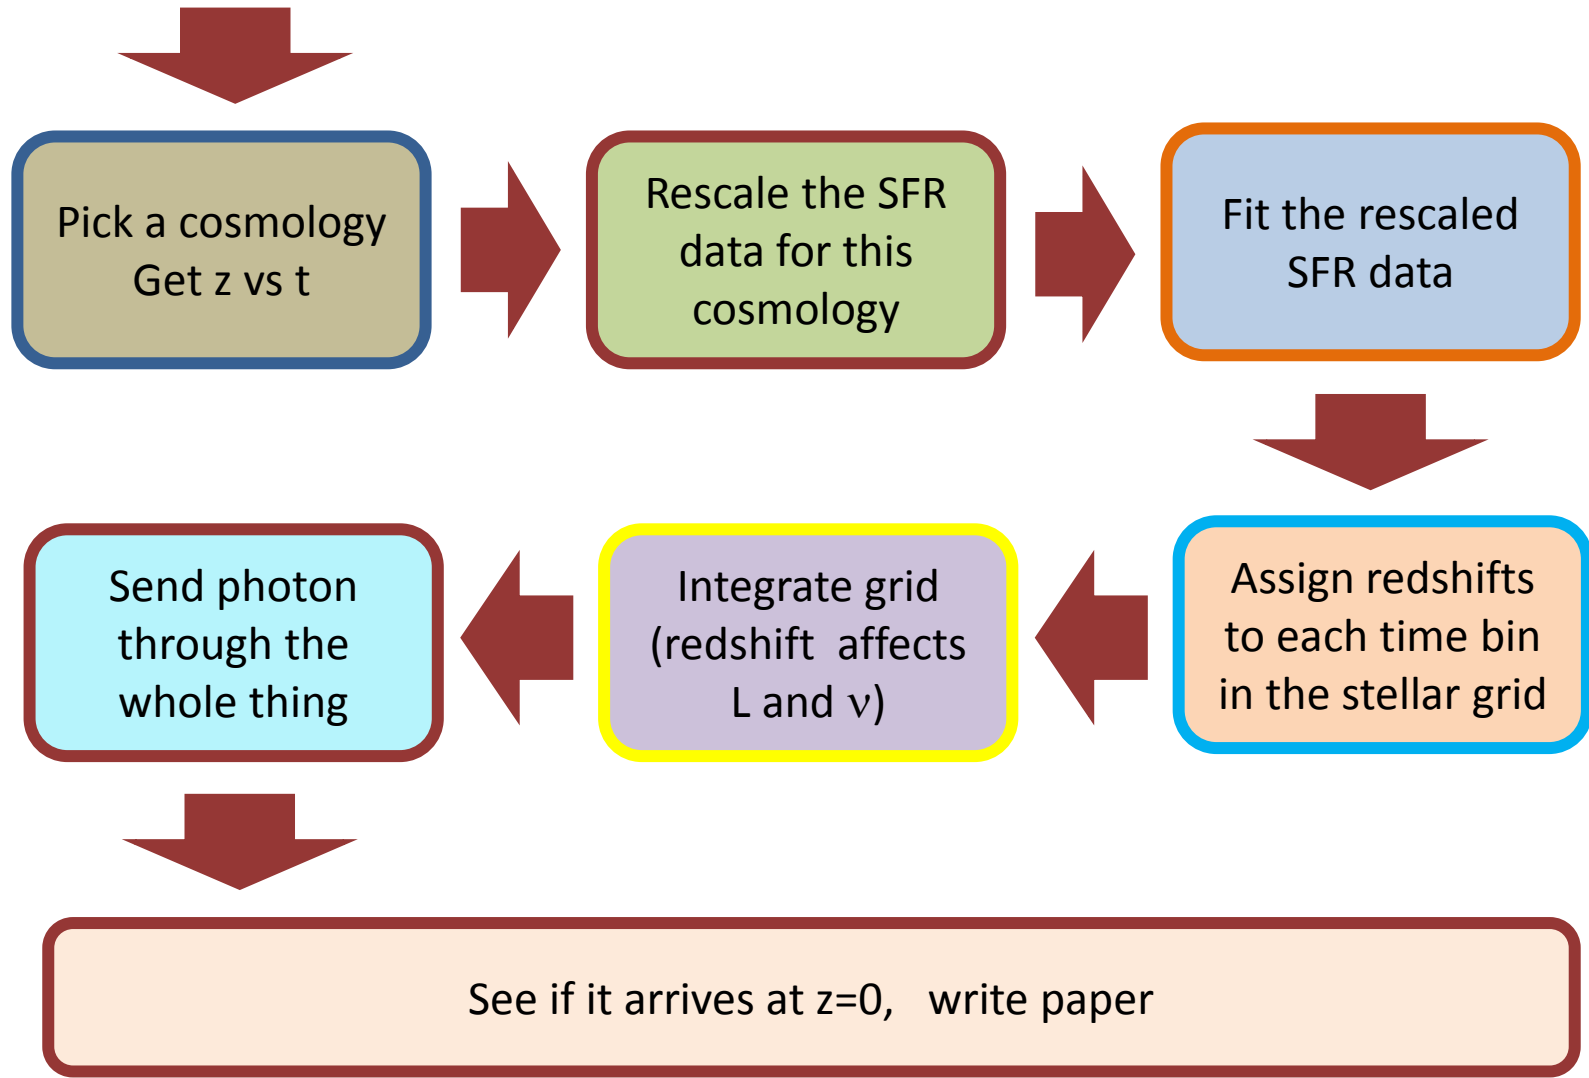 Pick a cosmology
Get z vs t
Rescale the SFR
data for this
cosmology
Fit the rescaled
SFR data
Assign redshifts
to each time bin
in the stellar grid
Integrate grid
(redshift  affects
L and ν)
Send photon
through the
whole thing
See if it arrives at z=0,   write paper